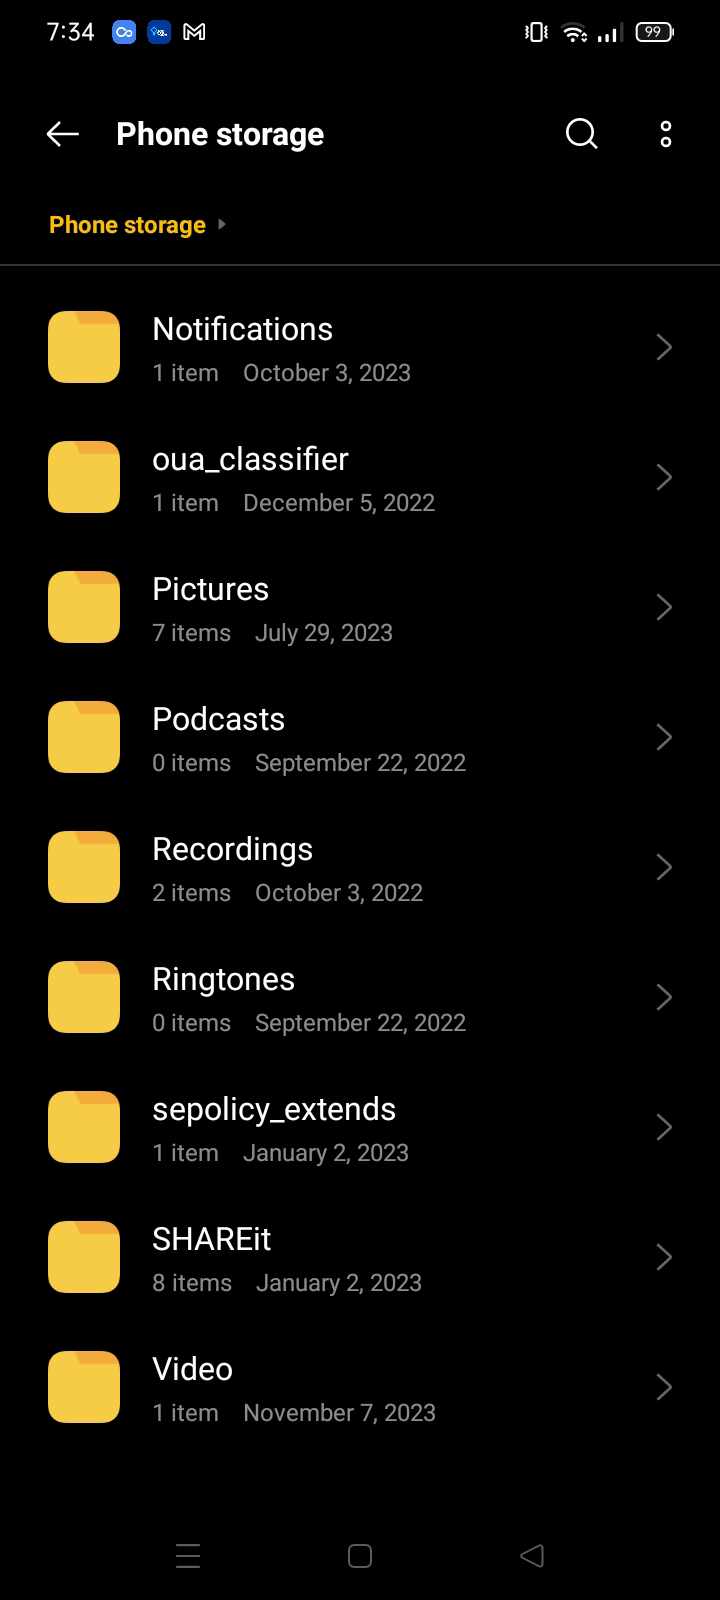 7:34
99
Phone storage
Phone storage
Notifications
1 item October 3, 2023
oua_classifier
1 item December 5, 2022
Pictures
7 items July 29, 2023
Podcasts
0 items September 22, 2022
Recordings
2 items October 3, 2022
Ringtones
0 items September 22, 2022
sepolicy_extends
1 item January 2, 2023
SHAREit
8 items January 2, 2023
Video
1 item November 7, 2023